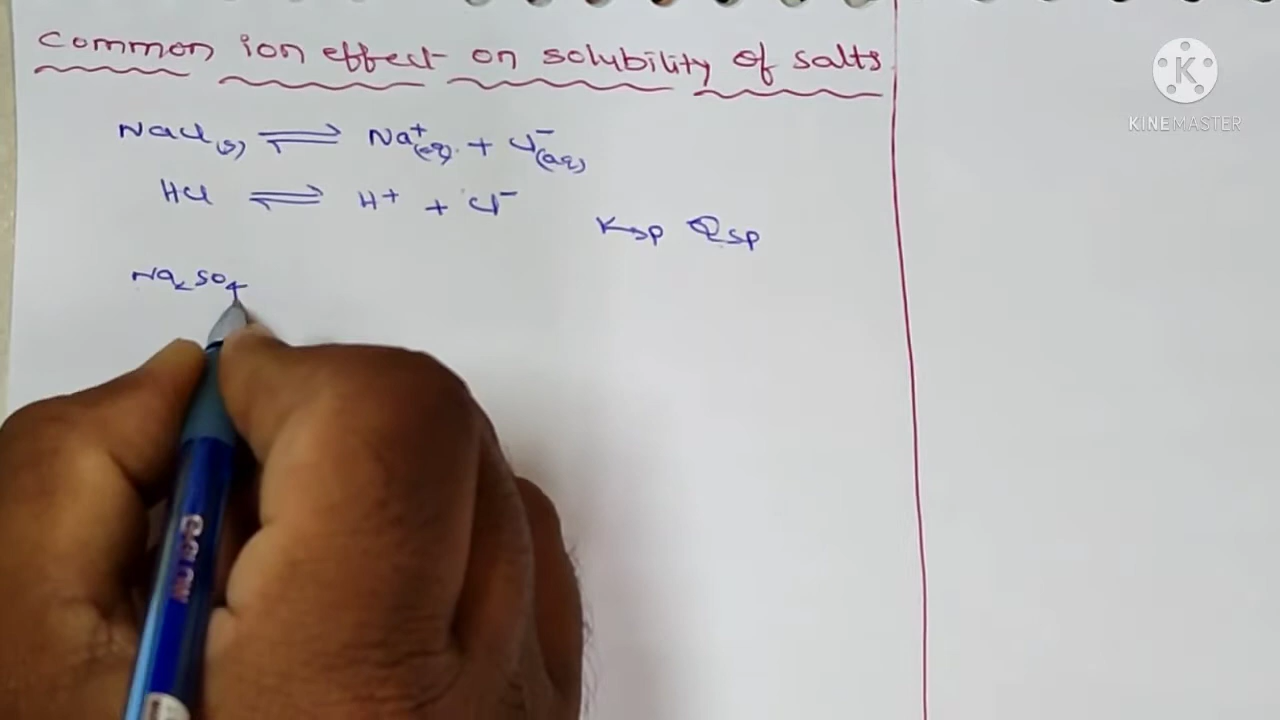 common ion effect on solubility of salts
NaCl(s) ⇌ Na⁺(aq) + Cl⁻(aq)
HCl ⇌ H⁺ + Cl⁻
Ksp Qsp
Na₂SO₄
K
KINEMASTER